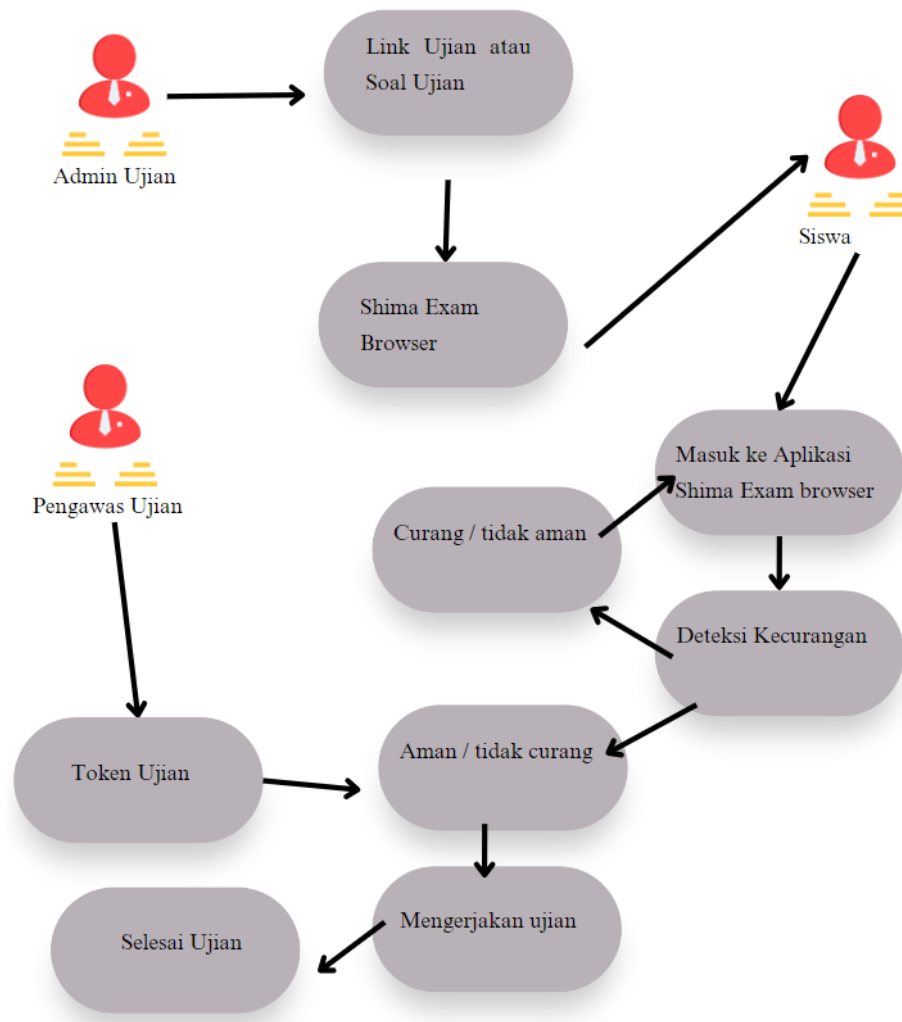 Link Ujian atau
Soal Ujian
Admin Ujian
Siswa
Shima Exam
Browser
Pengawas Ujian
Masuk ke Aplikasi
Shima Exam browser
Curang / tidak aman
Deteksi Kecurangan
Token Ujian
Aman / tidak curang
Mengerjakan ujian
Selesai Ujian